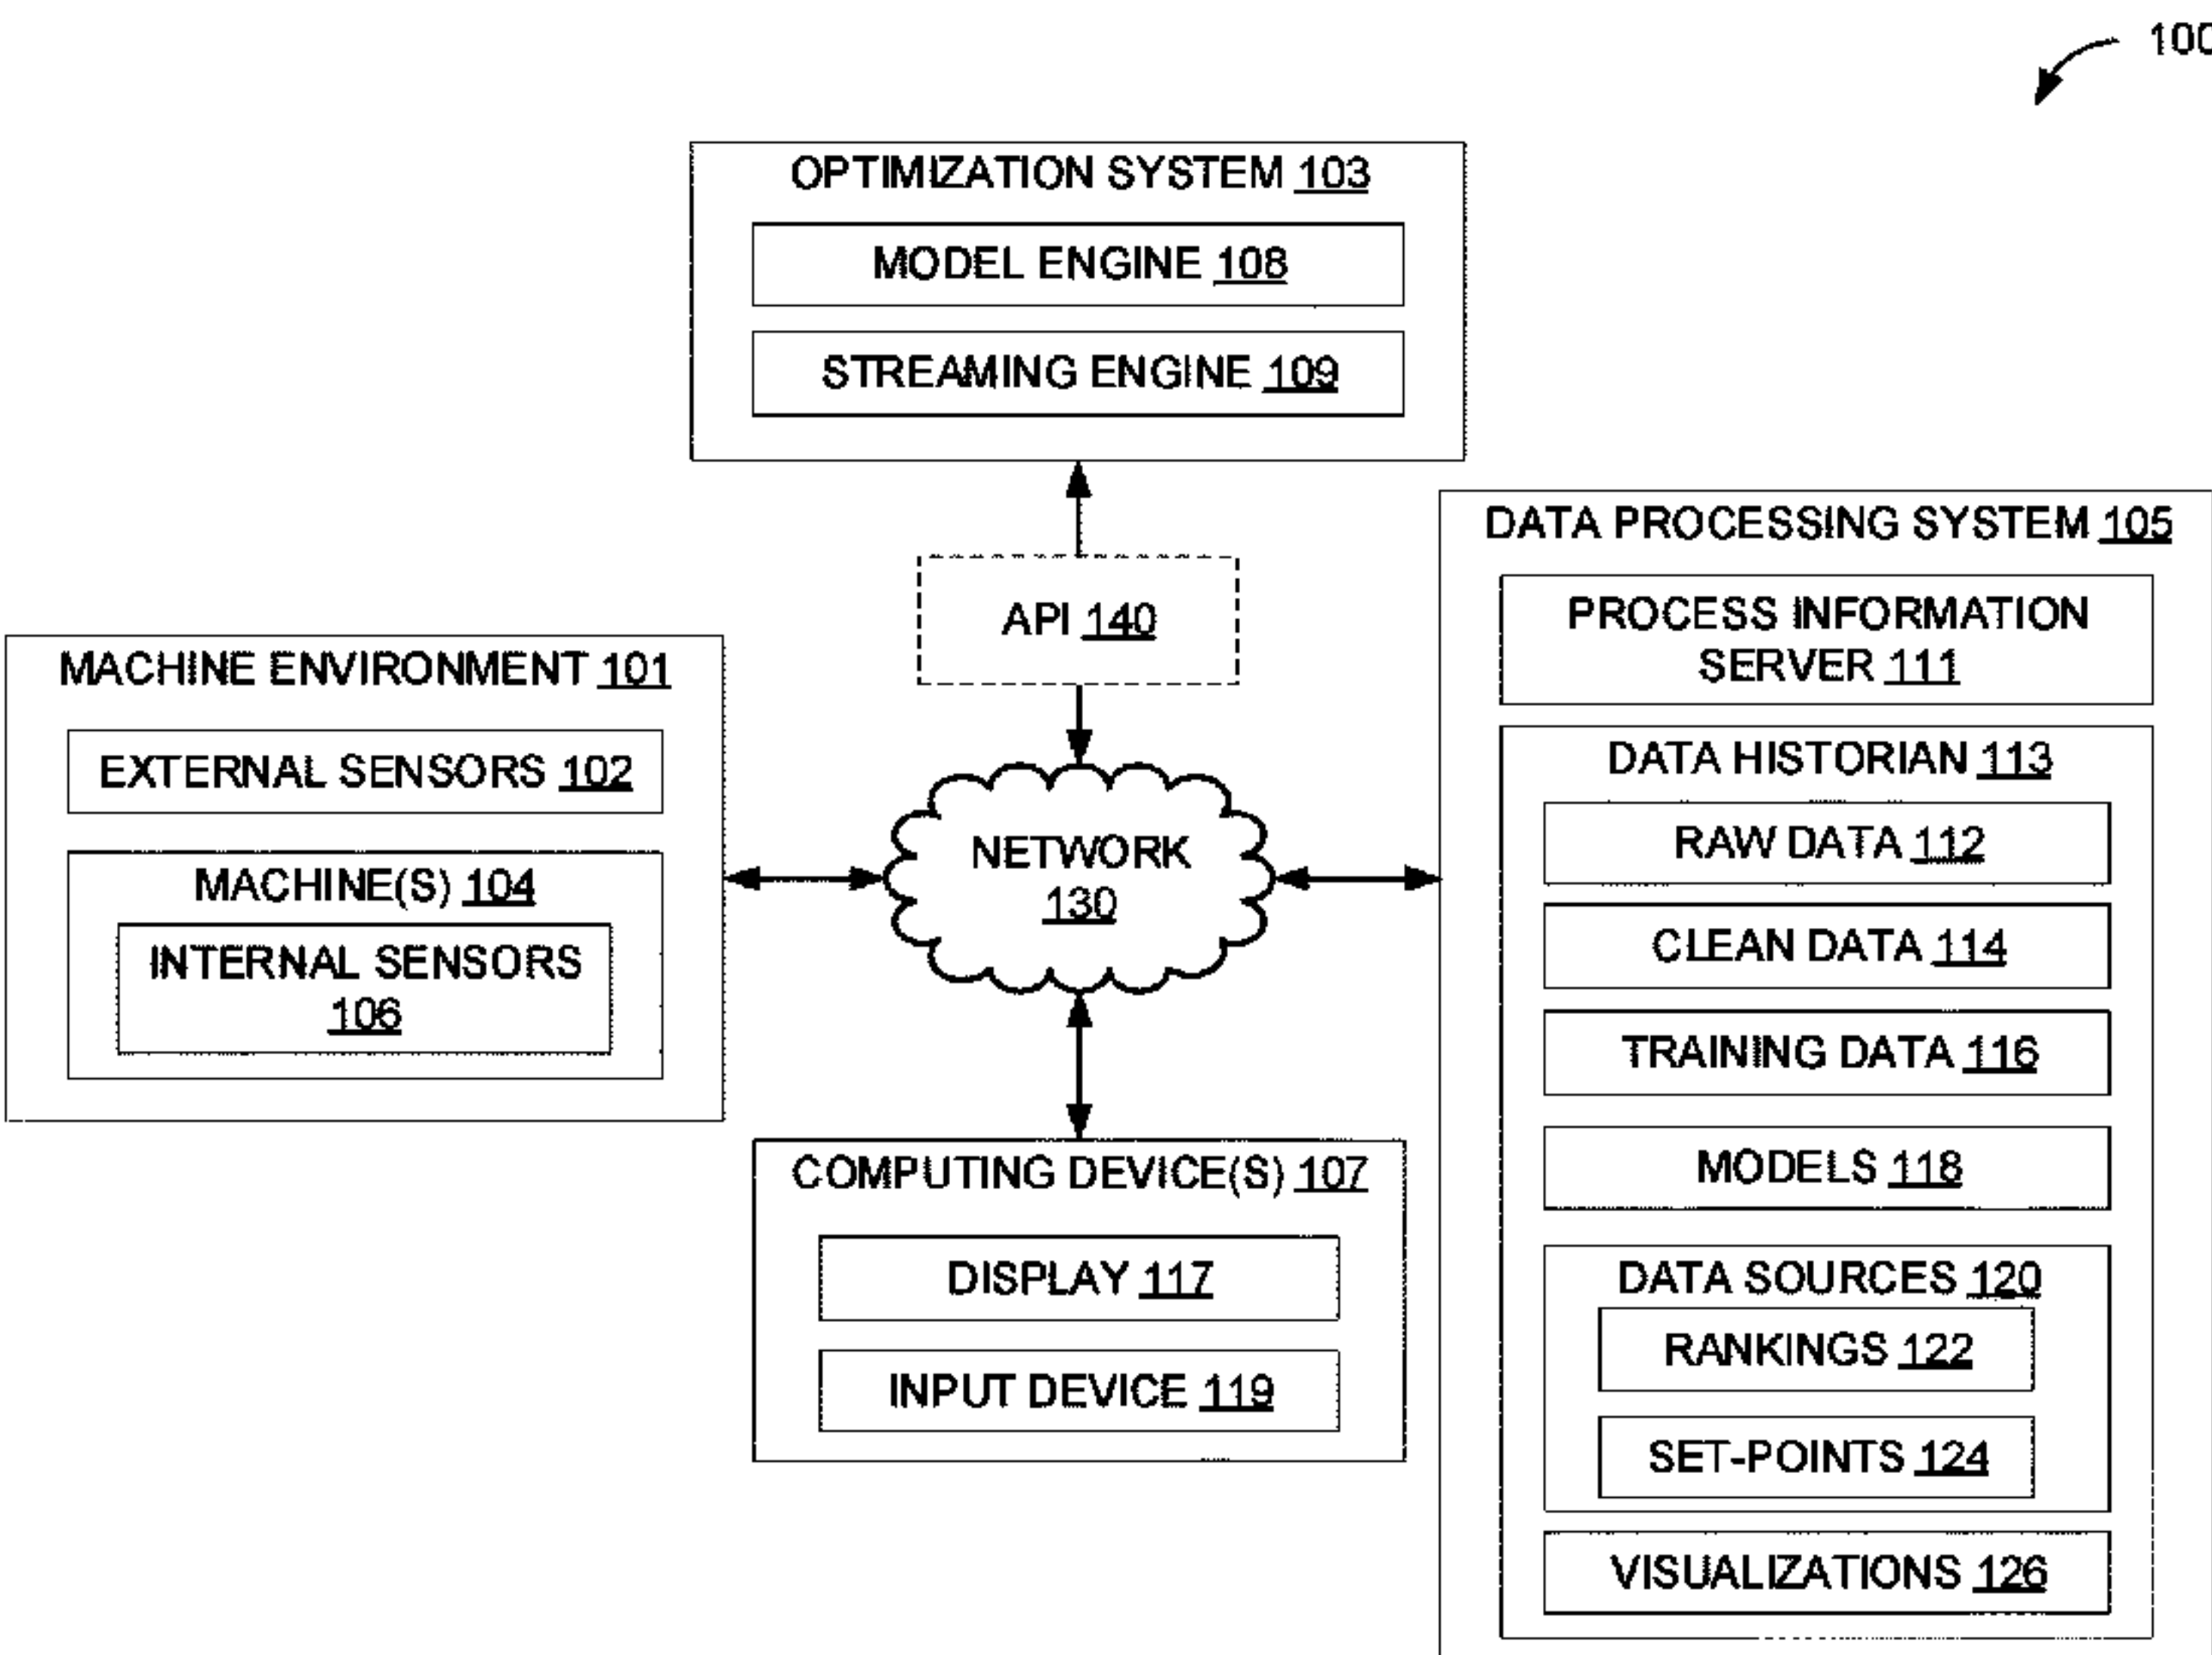 100
OPTIMIZATION SYSTEM 103
MODEL ENGINE 108
STREAMING ENGINE 109
API 140
MACHINE ENVIRONMENT 101
EXTERNAL SENSORS 102
MACHINE(S) 104
INTERNAL SENSORS
106
NETWORK
130
COMPUTING DEVICE(S) 107
DISPLAY 117
INPUT DEVICE 119
DATA PROCESSING SYSTEM 105
PROCESS INFORMATION
SERVER 111
DATA HISTORIAN 113
RAW DATA 112
CLEAN DATA 114
TRAINING DATA 116
MODELS 118
DATA SOURCES 120
RANKINGS 122
SET-POINTS 124
VISUALIZATIONS 126